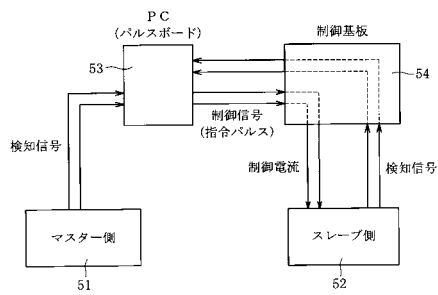 PC
(パルスボード)
53
制御基板
54
制御信号
(指令パルス)
検知信号
制御電流
検知信号
マスター側
51
スレーブ側
52